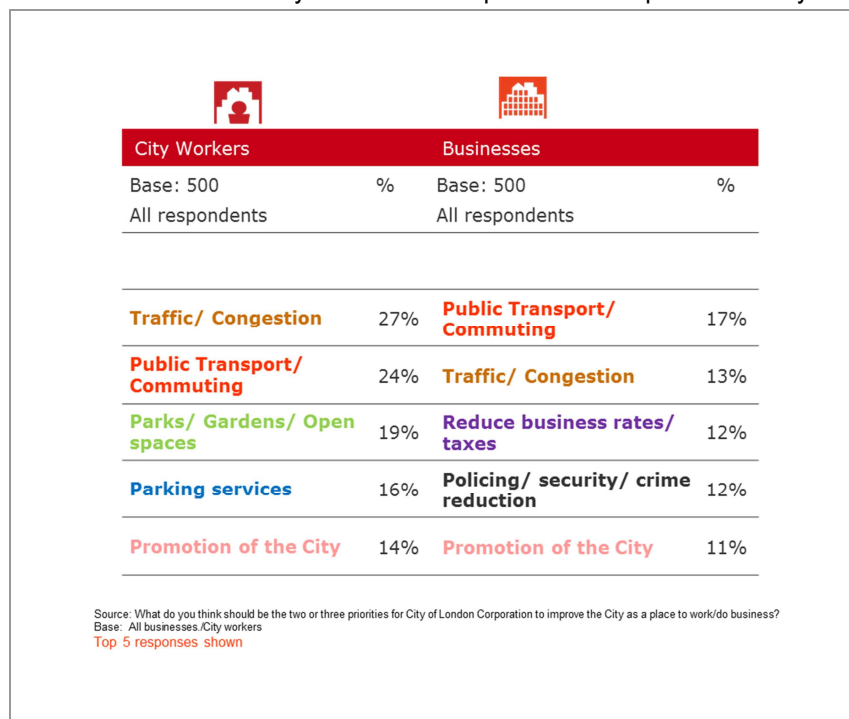 City Workers Businesses
Base: 500 % Base: 500 %
All respondents All respondents
Traffic/ Congestion 27% Public Transport/ Commuting 17%
Public Transport/ Commuting 24% Traffic/ Congestion 13%
Parks/ Gardens/ Open spaces 19% Reduce business rates/ taxes 12%
Parking services 16% Policing/ security/ crime reduction 12%
Promotion of the City 14% Promotion of the City 11%
Source: What do you think should be the two or three priorities for City of London Corporation to improve the City as a place to work/do business?
Base: All businesses./City workers
Top 5 responses shown